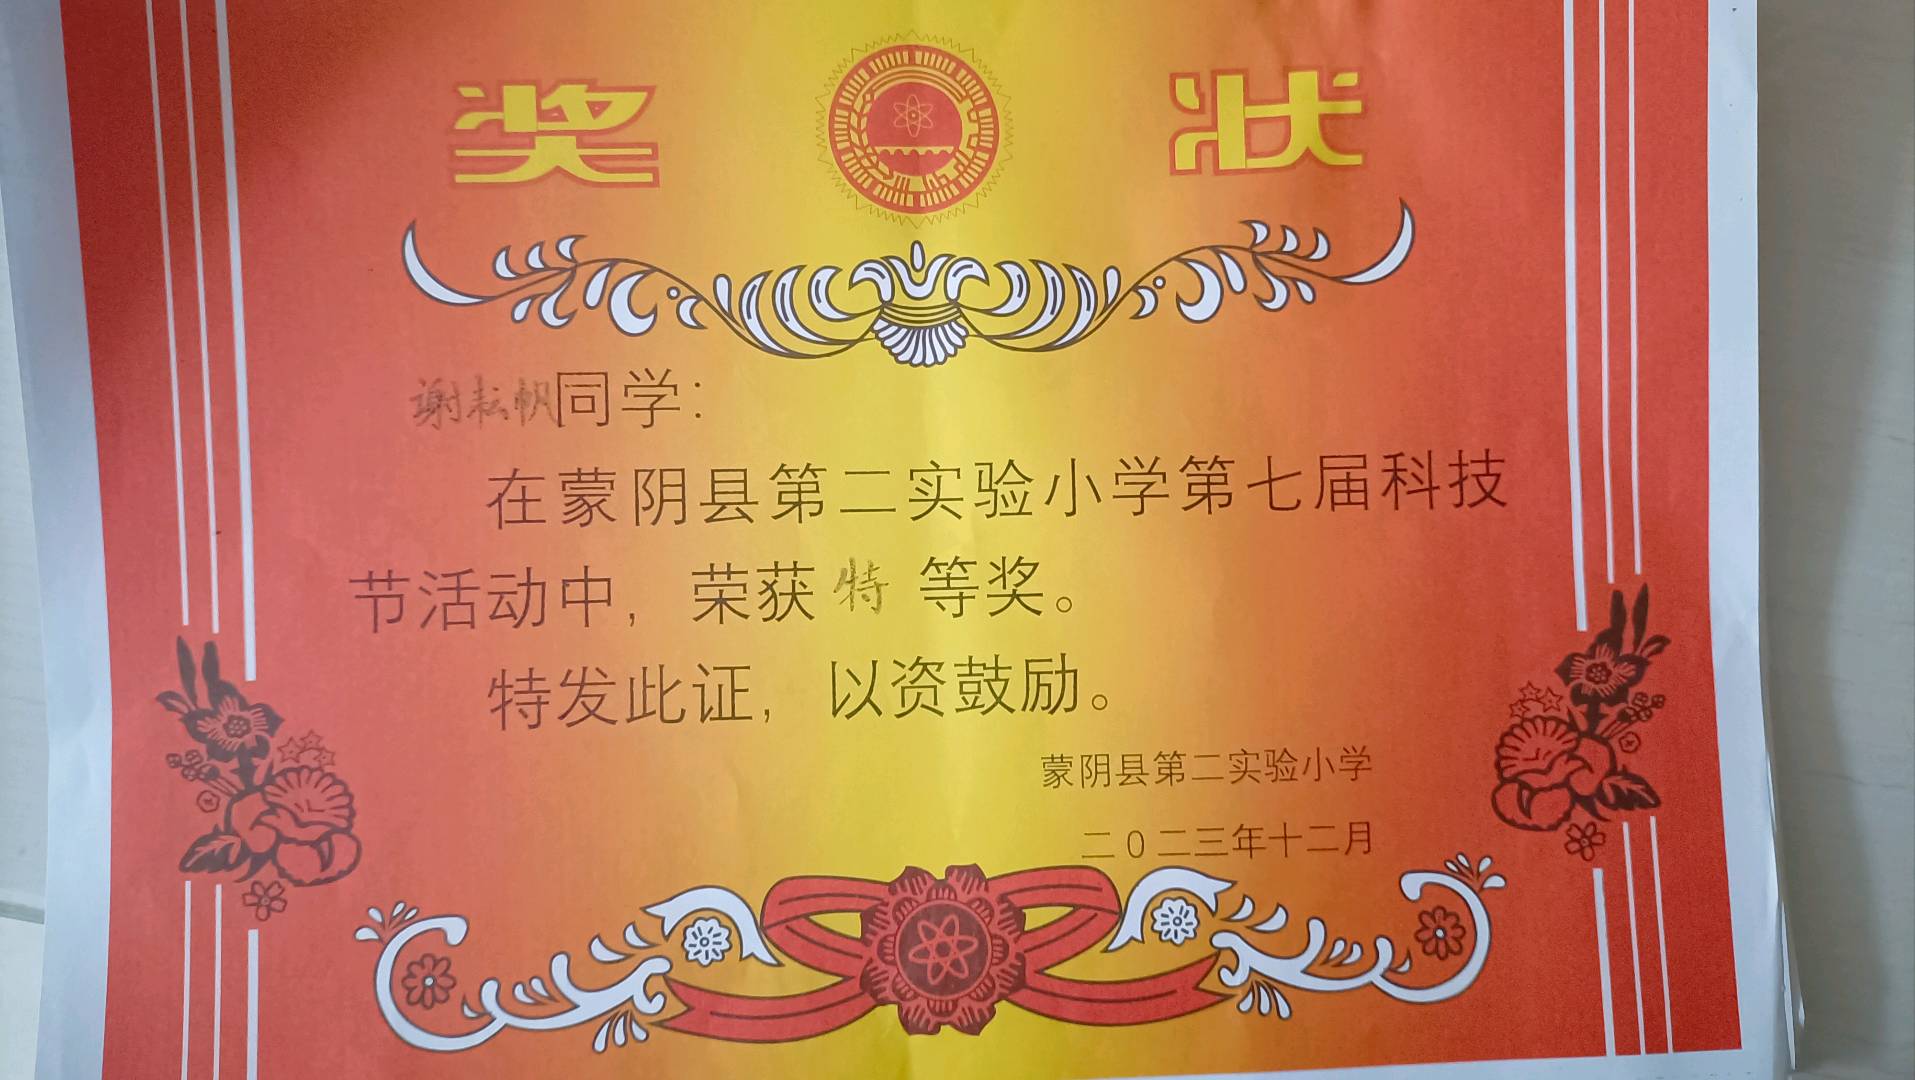 奖状
谢耘帆同学：
在蒙阴县第二实验小学第七届科技
节活动中，荣获特等奖。
特发此证，以资鼓励。
蒙阴县第二实验小学
二0二三年十二月